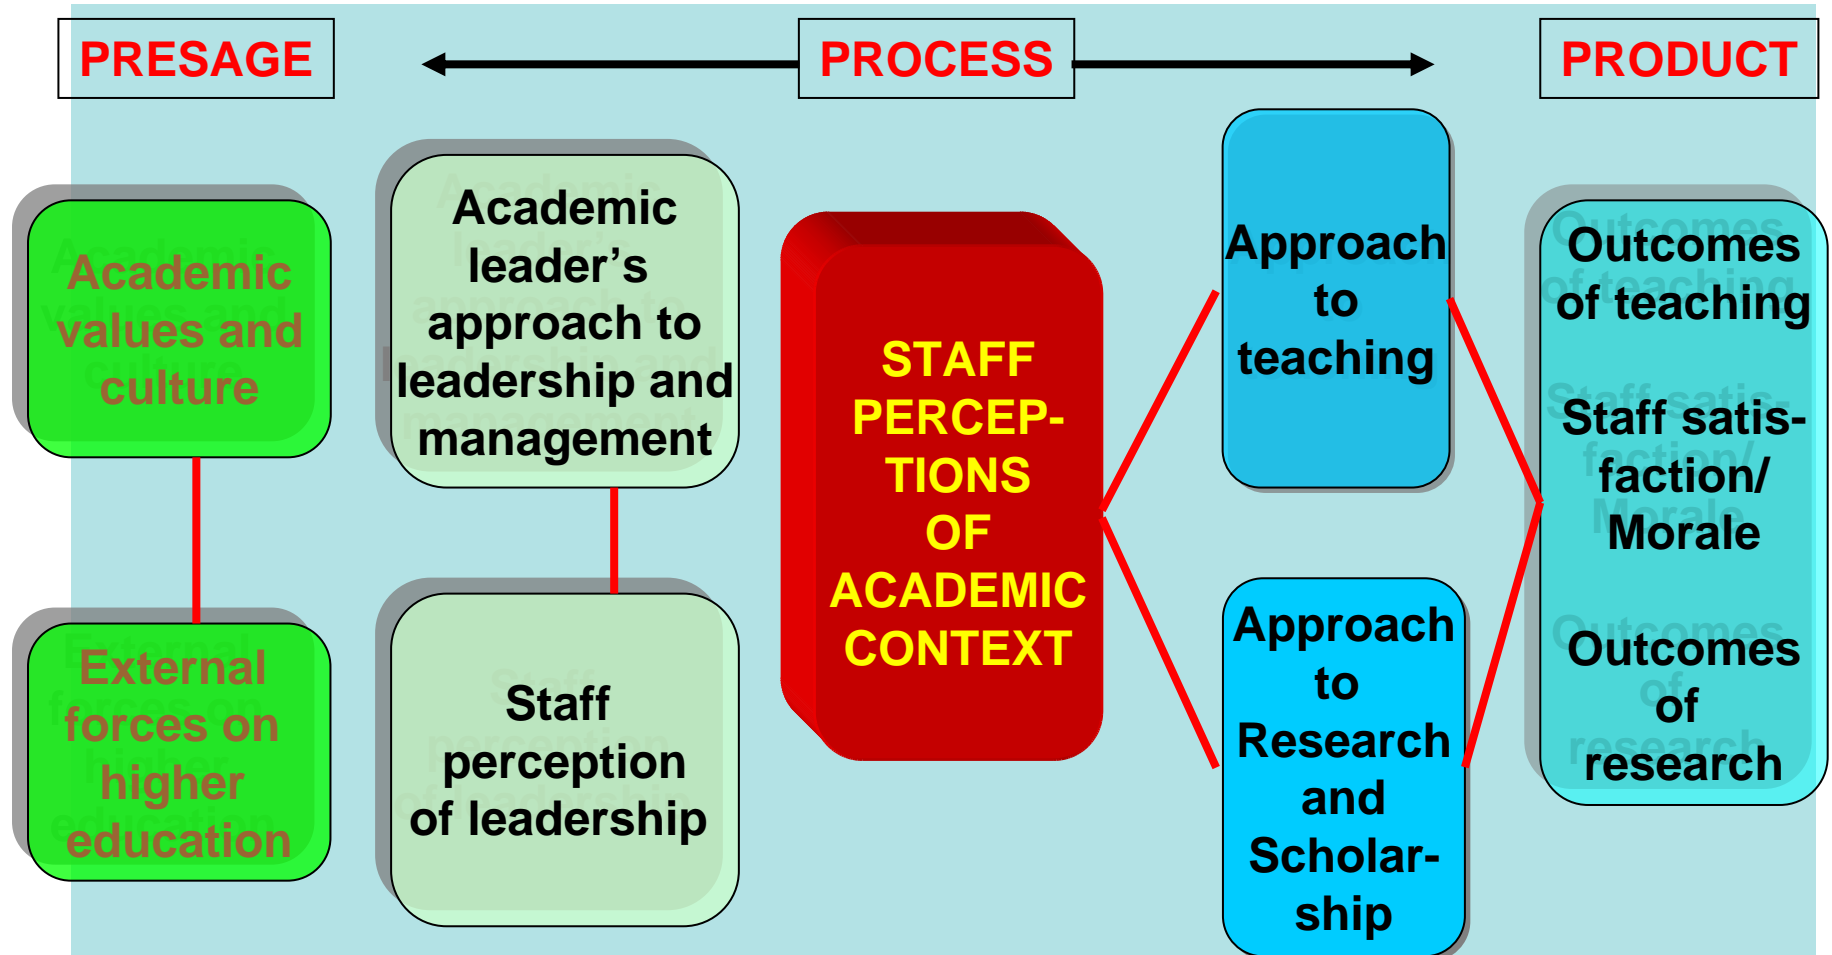 PRESAGE
PROCESS
PRODUCT
Academic
values and
culture
External
forces on
higher
education
Academic
leader’s
approach to
leadership and
management
Staff
perception
of leadership
STAFF
PERCEP-
TIONS
OF
ACADEMIC
CONTEXT
Approach
to
teaching
Approach
to
Research
and
Scholar-
ship
Outcomes
of teaching
Staff satis-
faction/
Morale
Outcomes
of
research